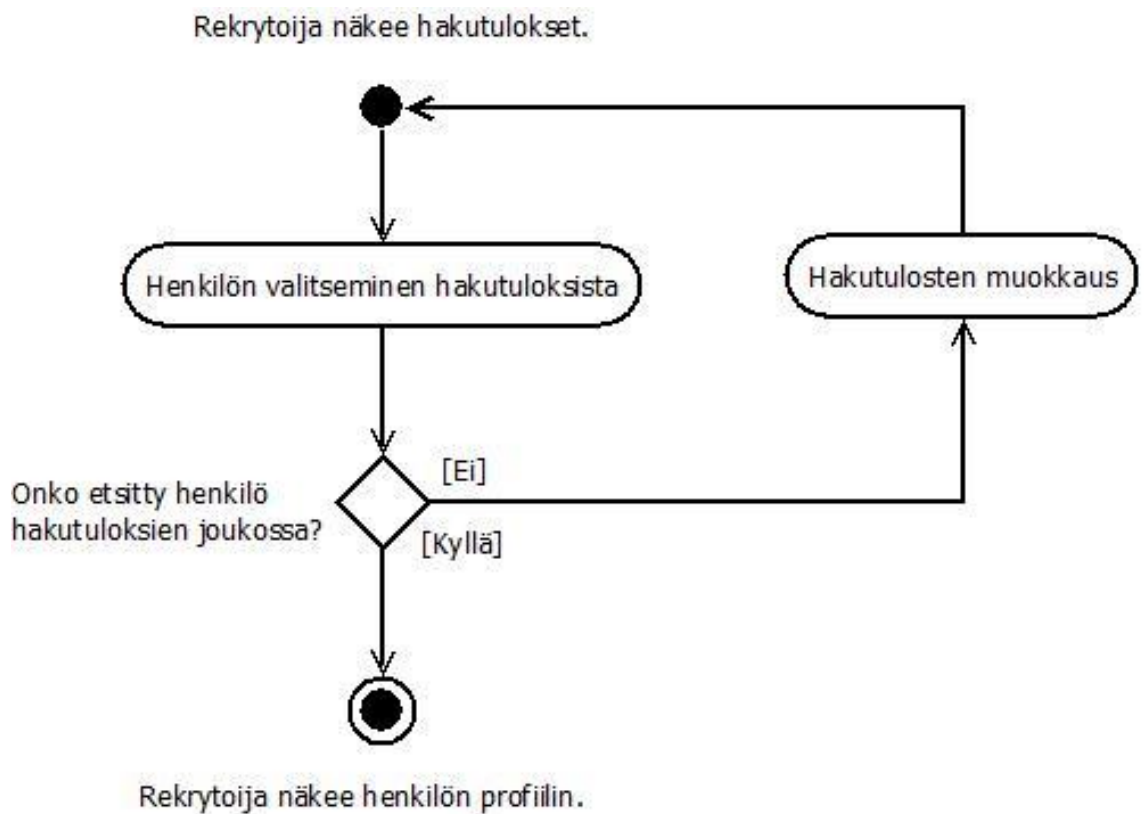 Rekrytoija näkee hakutulokset.
Henkilön valitseminen hakutuloksista
Hakutulosten muokkaus
[Ei]
Onko etsitty henkilö
hakutuloksien joukossa?
[Kyllä]
Rekrytoija näkee henkilön profiilin.